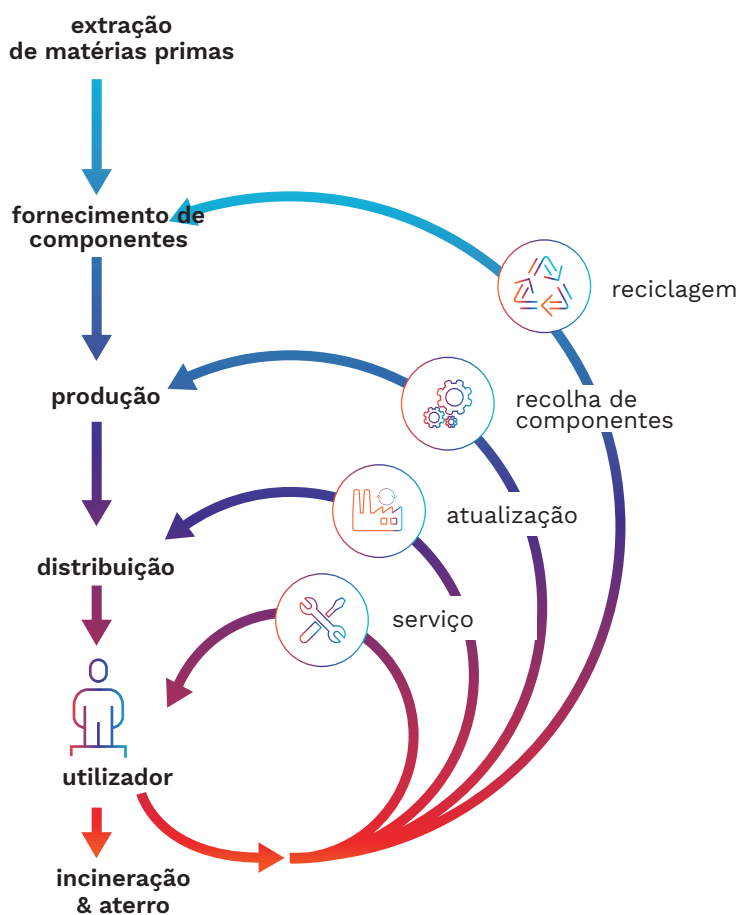 extração
de matérias primas
fornecimento de
componentes
reciclagem
produção
recolha de
componentes
atualização
distribuição
serviço
utilizador
incineração
& aterro